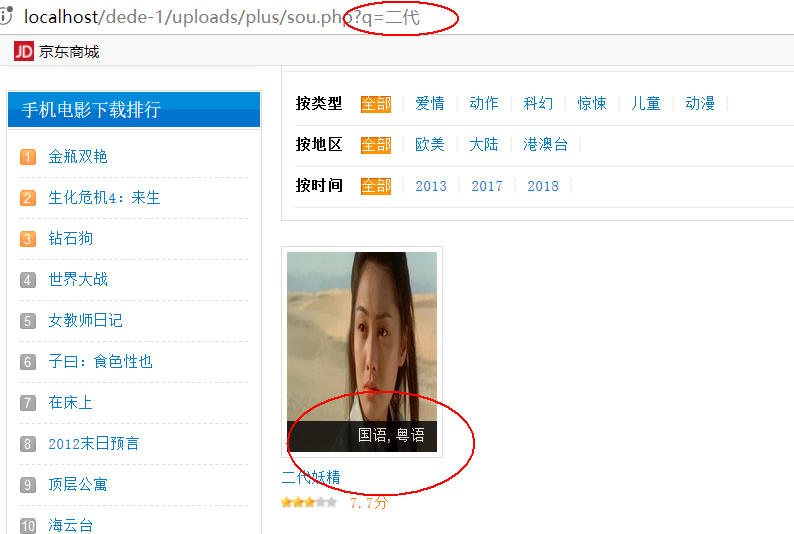 localhost/dede-1/uploads/plus/sou.php?q=二代
JD 京东商城
手机电影下载排行
1 金瓶双艳
2 生化危机4：来生
3 钻石狗
4 世界大战
5 女教师日记
6 子曰：食色性也
7 在床上
8 2012末日预言
9 顶层公寓
10 海云台
按类型 全部 | 爱情 | 动作 | 科幻 | 惊悚 | 儿童 | 动漫 |
按地区 全部 | 欧美 | 大陆 | 港澳台 |
按时间 全部 | 2013 | 2017 | 2018 |
国语,粤语
二代妖精
7.7分